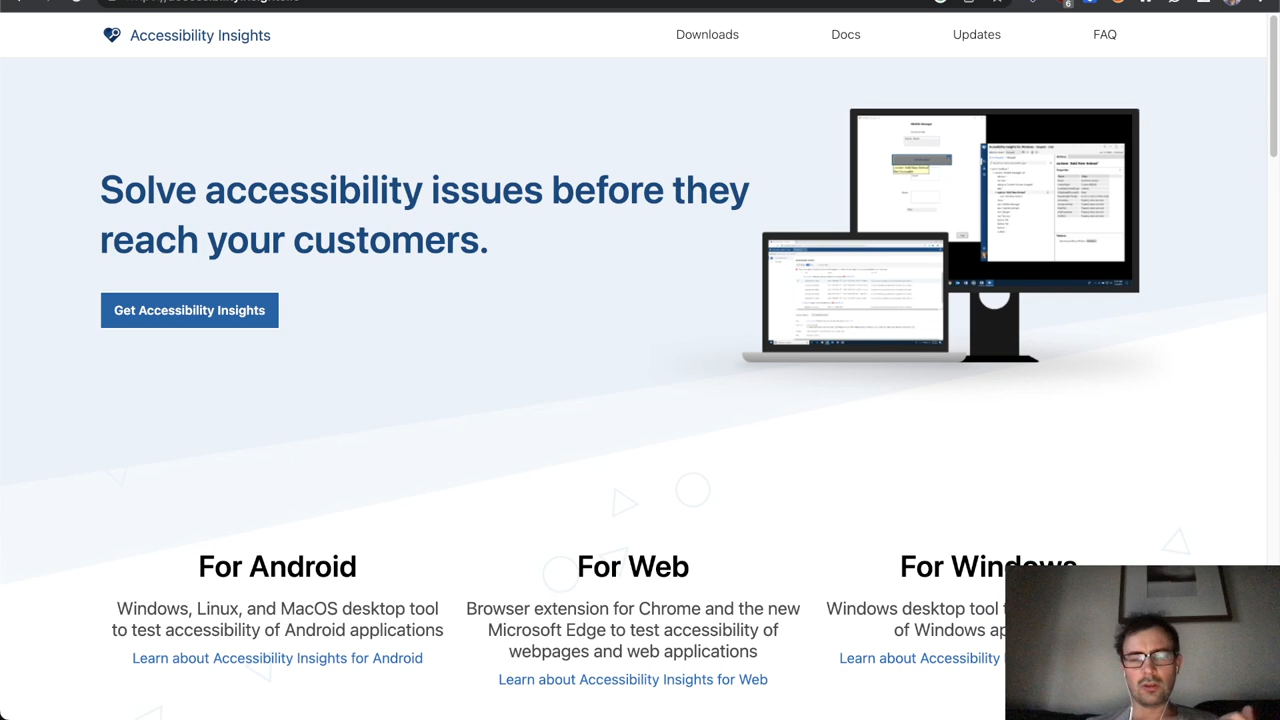 6
Accessibility Insights
Downloads
Docs
Updates
FAQ
Solve accessibility issues before they
reach your customers.
Get Accessibility Insights
For Android
Windows, Linux, and MacOS desktop tool
to test accessibility of Android applications
Learn about Accessibility Insights for Android
For Web
Browser extension for Chrome and the new
Microsoft Edge to test accessibility of
webpages and web applications
Learn about Accessibility Insights for Web
For Windows
Windows desktop tool
of Windows
Learn about Accessibility